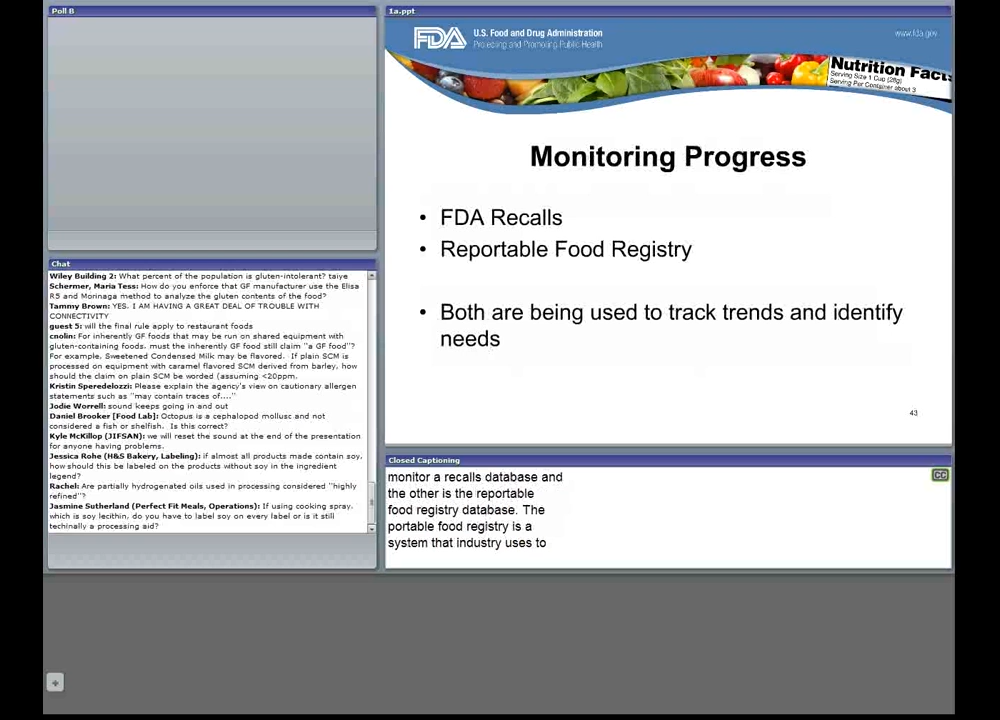 Poll 8
Chat
Wiley Building 2: What percent of the population is gluten-intolerant? taiye
Schermer, Maria Tess: How do you enforce that GF manufacturer use the Elisa
R5 and Morinaga method to analyze the gluten contents of the food?
Tammy Brown: YES, I AM HAVING A GREAT DEAL OF TROUBLE WITH
CONNECTIVITY
guest 5: will the final rule apply to restaurant foods
cnolin: For inherently GF foods that may be run on shared equipment with
gluten-containing foods, must the inherently GF food still claim "a GF food"?
For example, Sweetened Condensed Milk may be flavored. If plain SCM is
processed on equipment with caramel flavored SCM derived from barley, how
should the claim on plain SCM be worded (assuming <20ppm.
Kristin Speredelozzi: Please explain the agency's view on cautionary allergen
statements such as "may contain traces of...."
Jodie Worrell: sound keeps going in and out
Daniel Brooker [Food Lab]: Octopus is a cephalopod mollusc and not
considered a fish or shelfish. Is this correct?
Kyle McKillop (JIFSAN): we will reset the sound at the end of the presentation
for anyone having problems.
Jessica Rohe (H&S Bakery, Labeling): if almost all products made contain soy,
how should this be labeled on the products without soy in the ingredient
legend?
Rachel: Are partially hydrogenated oils used in processing considered "highly
refined"?
Jasmine Sutherland (Perfect Fit Meals, Operations): If using cooking spray,
which is soy lecithin, do you have to label soy on every label or is it still
techinally a processing aid?
1a.ppt
FDA U.S. Food and Drug Administration
Protecting and Promoting Public Health
www.fda.gov
Nutrition Facts
Serving Size 1 Cup (28g)
Serving Per Container about 3
Monitoring Progress
• FDA Recalls
• Reportable Food Registry
• Both are being used to track trends and identify
needs
43
Closed Captioning
CC
monitor a recalls database and
the other is the reportable
food registry database. The
portable food registry is a
system that industry uses to